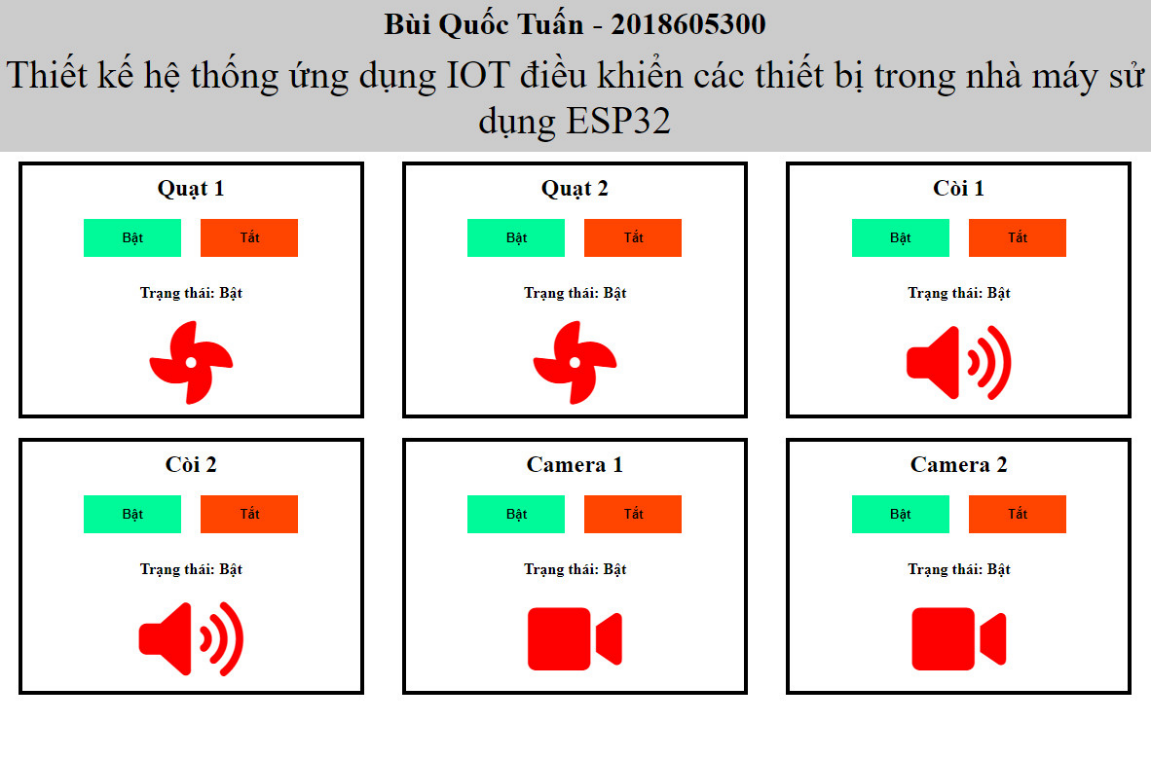 Bùi Quốc Tuấn - 2018605300
Thiết kế hệ thống ứng dụng IOT điều khiển các thiết bị trong nhà máy sử
dụng ESP32
Quạt 1
Bật
Tắt
Trạng thái: Bật
Quạt 2
Bật
Tắt
Trạng thái: Bật
Còi 1
Bật
Tắt
Trạng thái: Bật
Còi 2
Bật
Tắt
Trạng thái: Bật
Camera 1
Bật
Tắt
Trạng thái: Bật
Camera 2
Bật
Tắt
Trạng thái: Bật